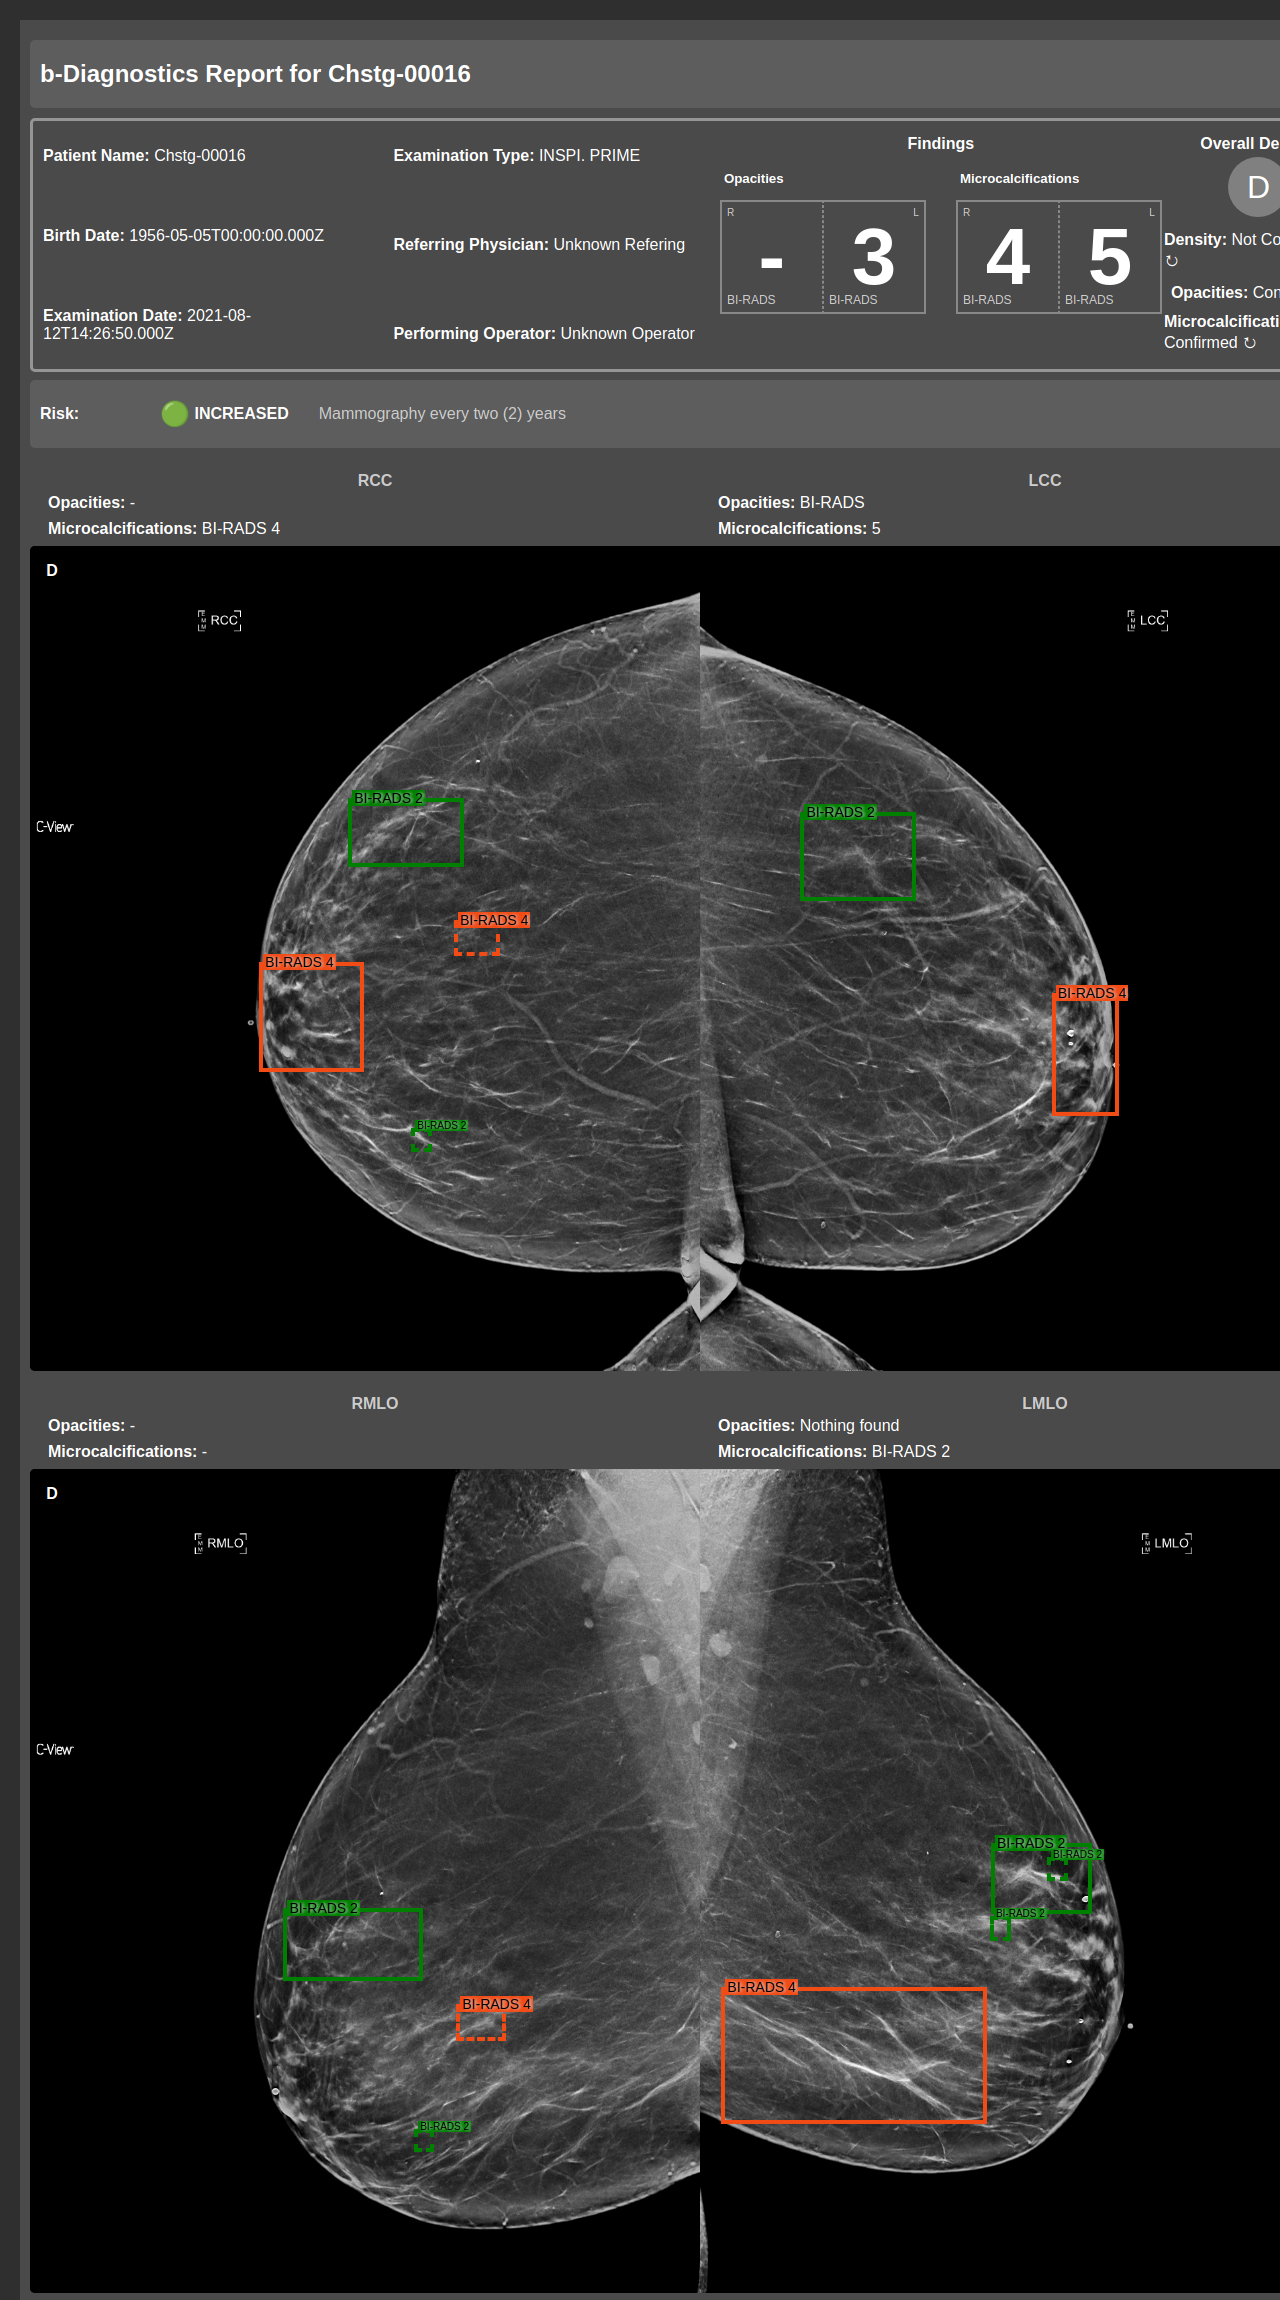 b-Diagnostics Report for Chstg-00016
Patient Name: Chstg-00016
Examination Type: INSPI. PRIME
Birth Date: 1956-05-05T00:00:00.000Z
Referring Physician: Unknown Refering
Examination Date: 2021-08-
12T14:26:50.000Z
Performing Operator: Unknown Operator
Findings
Opacities
R
-
BI-RADS
L
3
BI-RADS
Microcalcifications
R
4
BI-RADS
L
5
BI-RADS
Overall De
D
Density: Not Co
Opacities: Con
Microcalcificati
Confirmed
Risk:
INCREASED
Mammography every two (2) years
RCC
Opacities: -
Microcalcifications: BI-RADS 4
LCC
Opacities: BI-RADS
Microcalcifications: 5
D
RCC
LCC
C-View
BI-RADS 2
BI-RADS 4
BI-RADS 4
BI-RADS 2
BI-RADS 2
BI-RADS 4
RMLO
Opacities: -
Microcalcifications: -
LMLO
Opacities: Nothing found
Microcalcifications: BI-RADS 2
D
RMLO
LMLO
C-View
BI-RADS 2
BI-RADS 4
BI-RADS 2
BI-RADS 2
BI-RADS 2
BI-RADS 2
BI-RADS 4